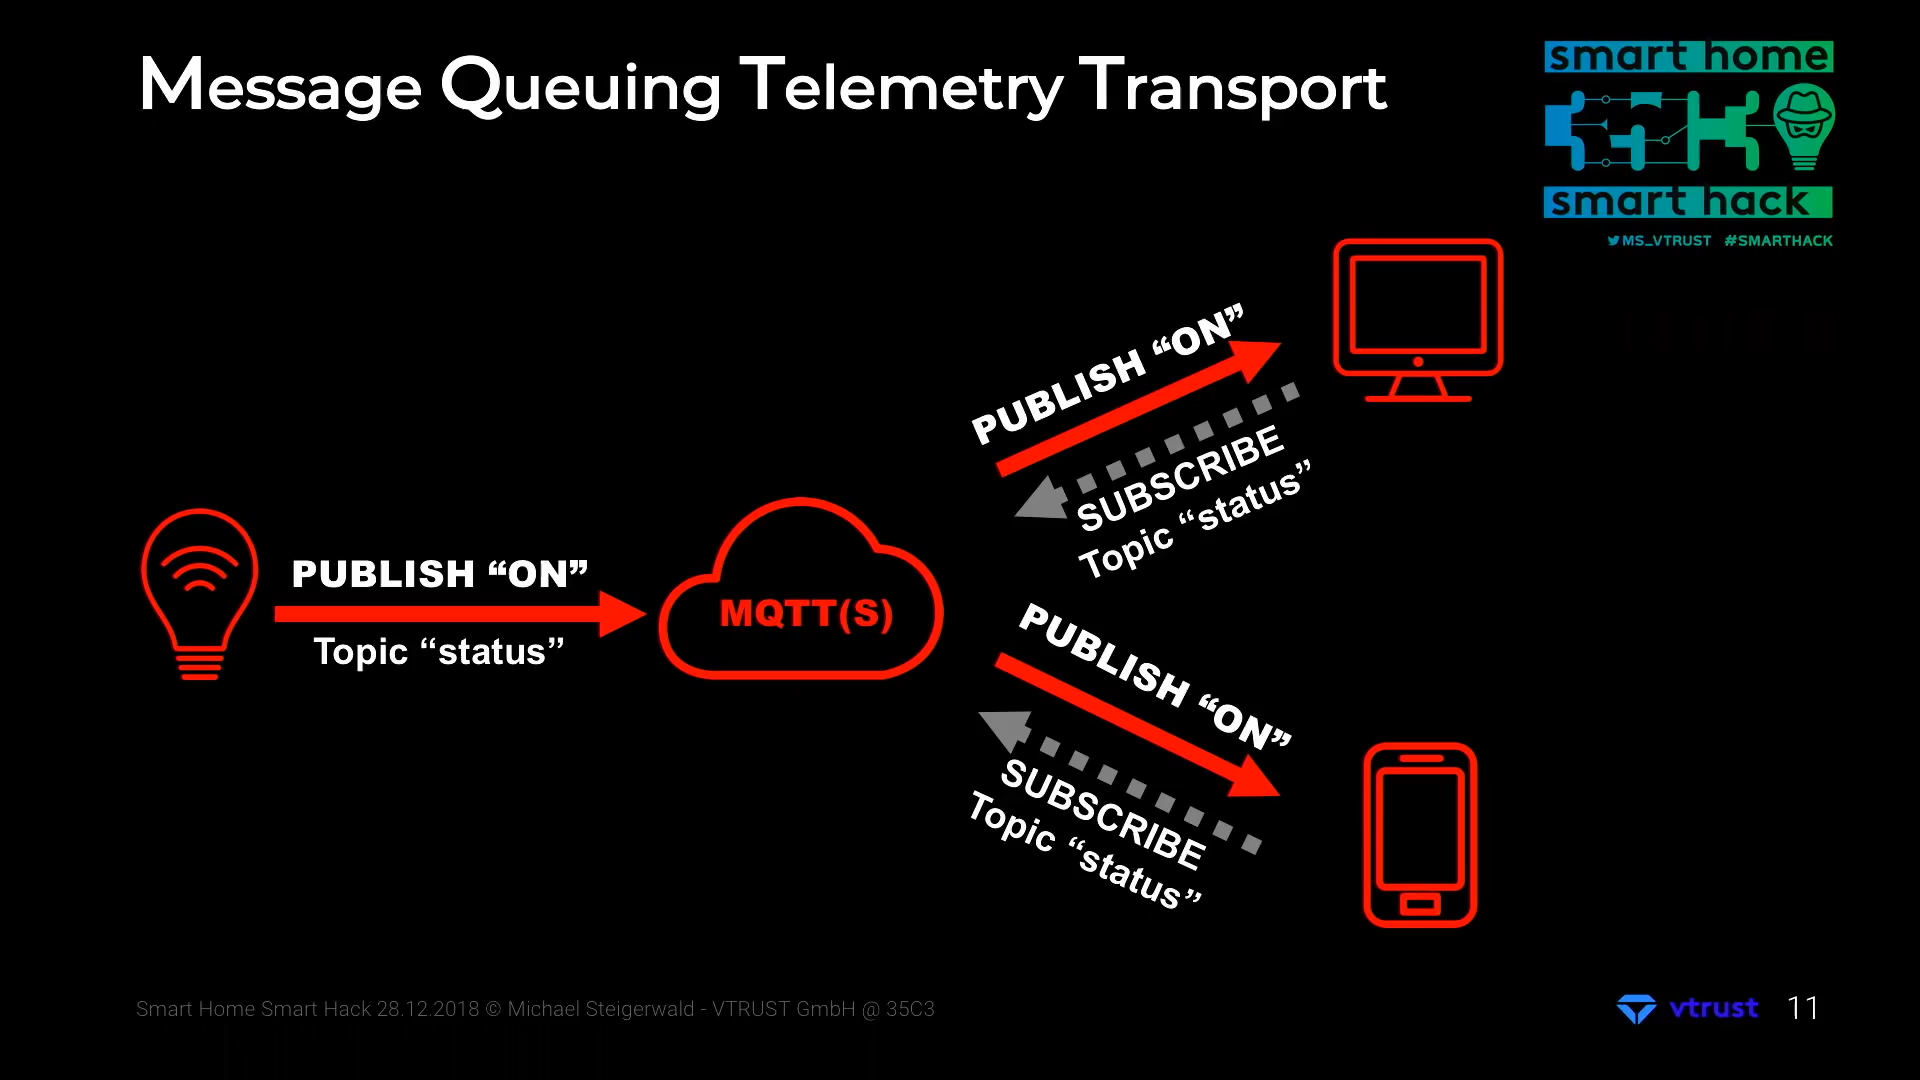 Message Queuing Telemetry Transport
smart home
smart hack
MS_VTRUST #SMARTHACK
PUBLISH “ON”
SUBSCRIBE
Topic “status”
PUBLISH “ON”
Topic “status”
MQTT(S)
PUBLISH “ON”
SUBSCRIBE
Topic “status”
Smart Home Smart Hack 28.12.2018 © Michael Steigerwald - VTRUST GmbH @ 35C3
vtrust
11